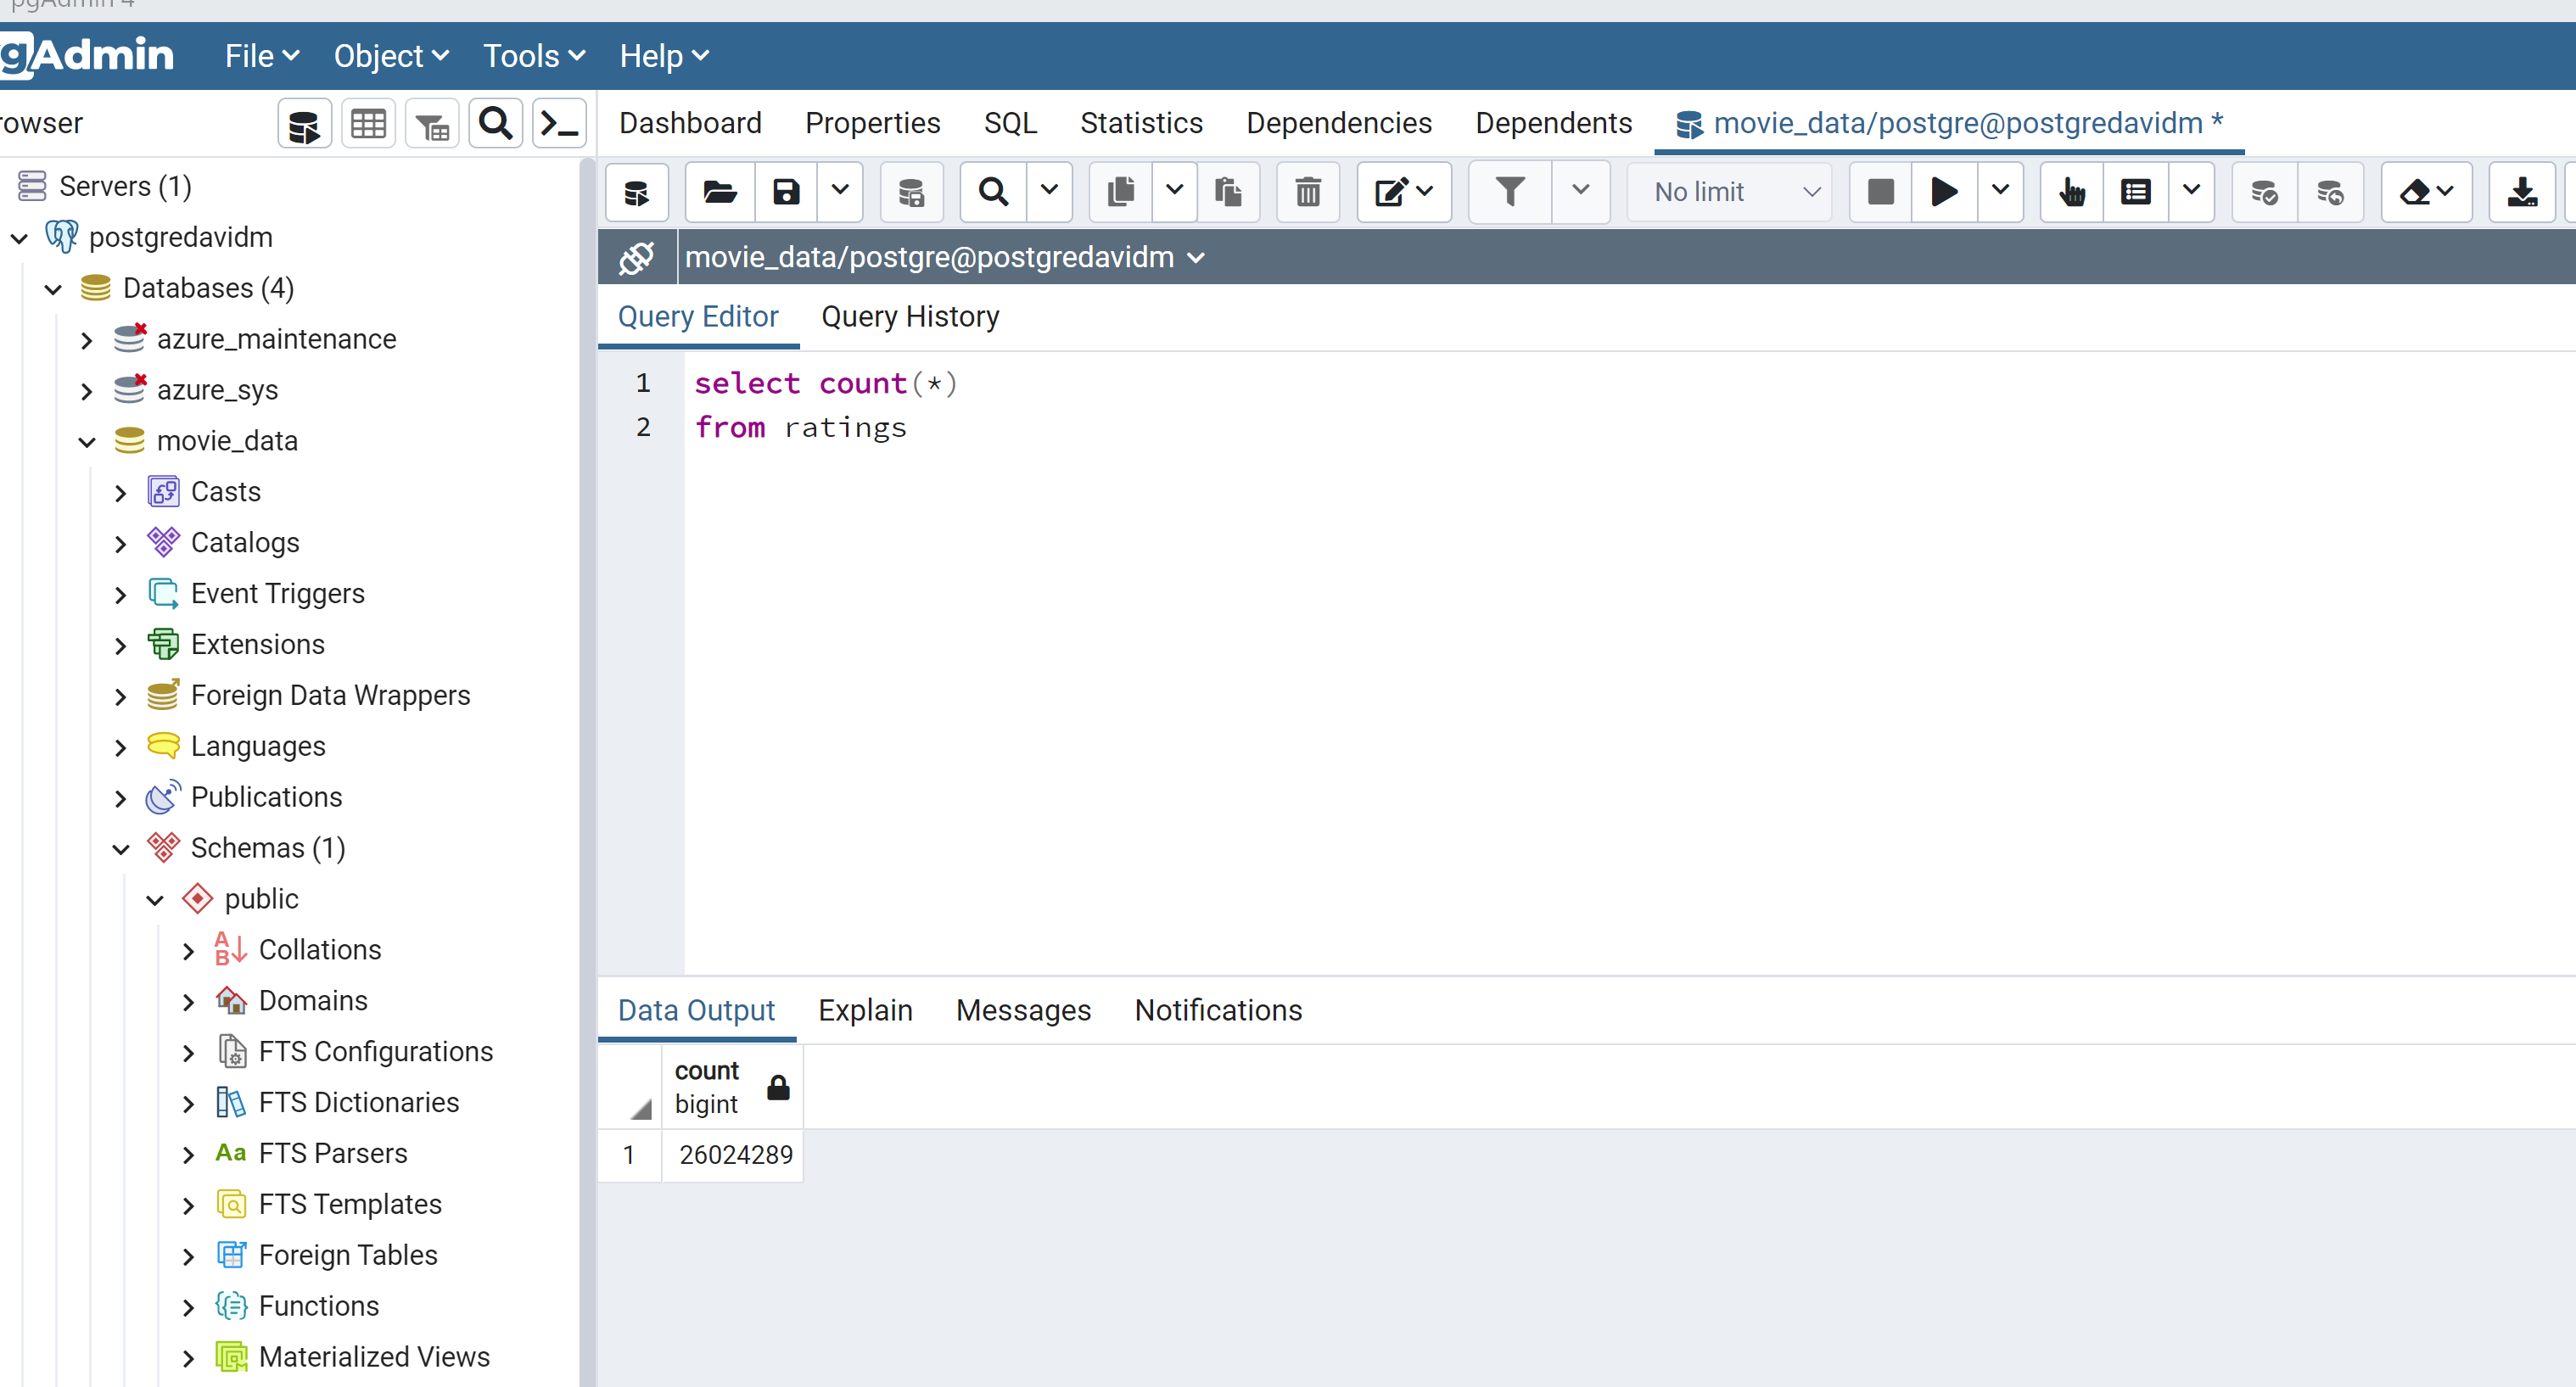 pgAdmin 4
gAdmin File Object Tools Help
rowser
Dashboard Properties SQL Statistics Dependencies Dependents movie_data/postgre@postgredavidm *
No limit
movie_data/postgre@postgredavidm
Query Editor Query History
1 select count(*)
2 from ratings
Data Output Explain Messages Notifications
count
bigint
1 26024289
Servers (1)
postgredavidm
Databases (4)
azure_maintenance
azure_sys
movie_data
Casts
Catalogs
Event Triggers
Extensions
Foreign Data Wrappers
Languages
Publications
Schemas (1)
public
A
B
Collations
Domains
FTS Configurations
FTS Dictionaries
Aa FTS Parsers
FTS Templates
Foreign Tables
Functions
Materialized Views